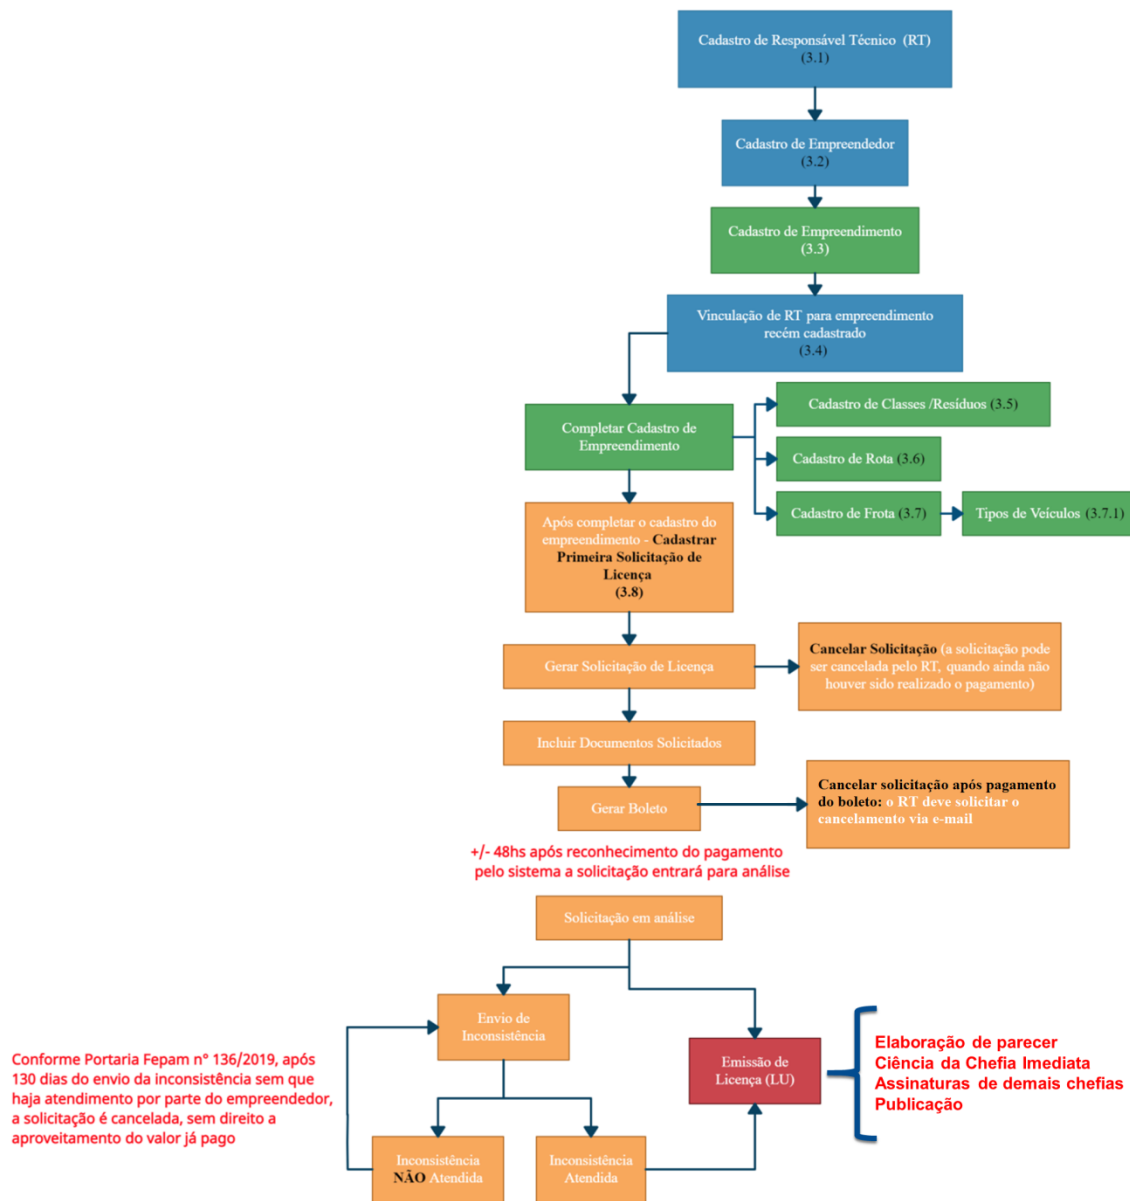 Cadastro de Responsável Técnico (RT)
(3.1)
Cadastro de Empreendedor
(3.2)
Cadastro de Empreendimento
(3.3)
Vinculação de RT para empreendimento
recém cadastrado
(3.4)
Completar Cadastro de
Empreendimento
Cadastro de Classes /Resíduos (3.5)
Cadastro de Rota (3.6)
Cadastro de Frota (3.7)
Tipos de Veículos (3.7.1)
Após completar o cadastro do
empreendimento - Cadastrar
Primeira Solicitação de
Licença
(3.8)
Gerar Solicitação de Licença
Cancelar Solicitação (a solicitação pode
ser cancelada pelo RT, quando ainda não
houver sido realizado o pagamento)
Incluir Documentos Solicitados
Gerar Boleto
Cancelar solicitação após pagamento
do boleto: o RT deve solicitar o
cancelamento via e-mail
+/- 48hs após reconhecimento do pagamento
pelo sistema a solicitação entrará para análise
Solicitação em análise
Envio de
Inconsistência
Emissão de
Licença (LU)
Elaboração de parecer
Ciência da Chefia Imediata
Assinaturas de demais chefias
Publicação
Conforme Portaria Fepam n° 136/2019, após
130 dias do envio da inconsistência sem que
haja atendimento por parte do empreendedor,
a solicitação é cancelada, sem direito a
aproveitamento do valor já pago
Inconsistência
NÃO Atendida
Inconsistência
Atendida